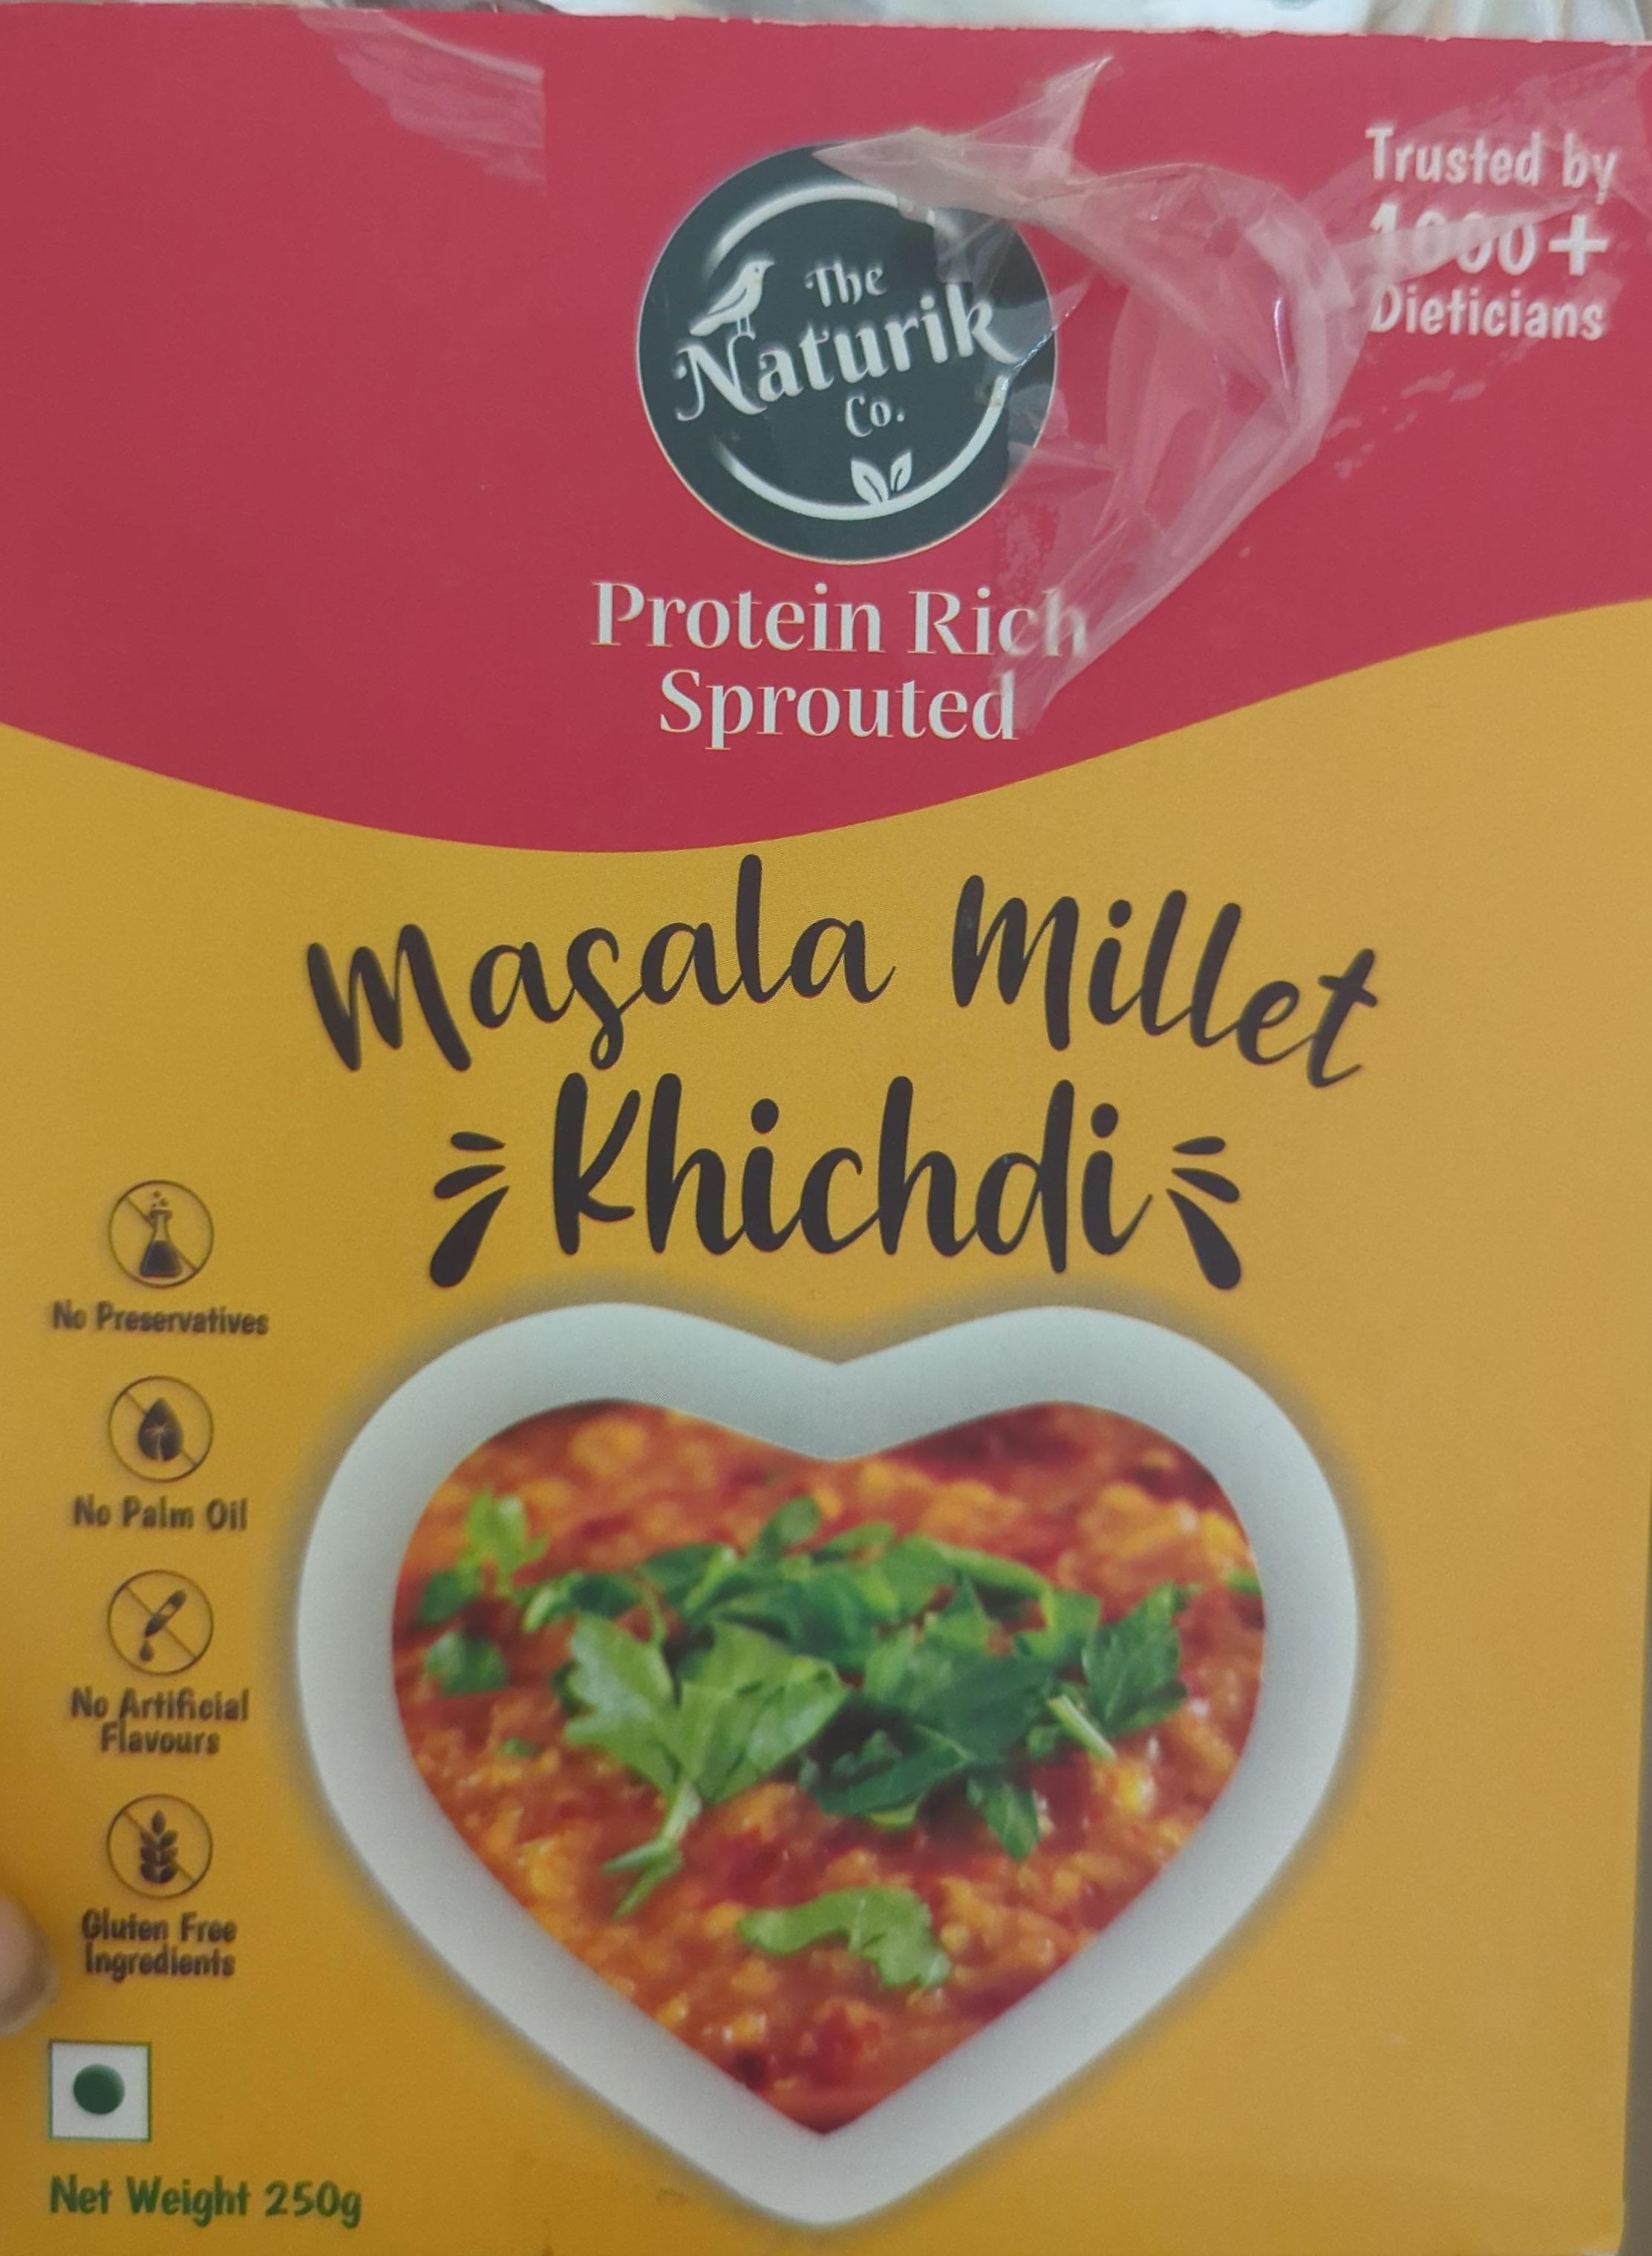 The
Naturik
Co.
Trusted by
1000+
Dieticians
Protein Rich
Sprouted
Masala Millet
Khichdi
No Preservatives
No Palm Oil
No Artificial
Flavours
Gluten Free
Ingredients
Net Weight 250g